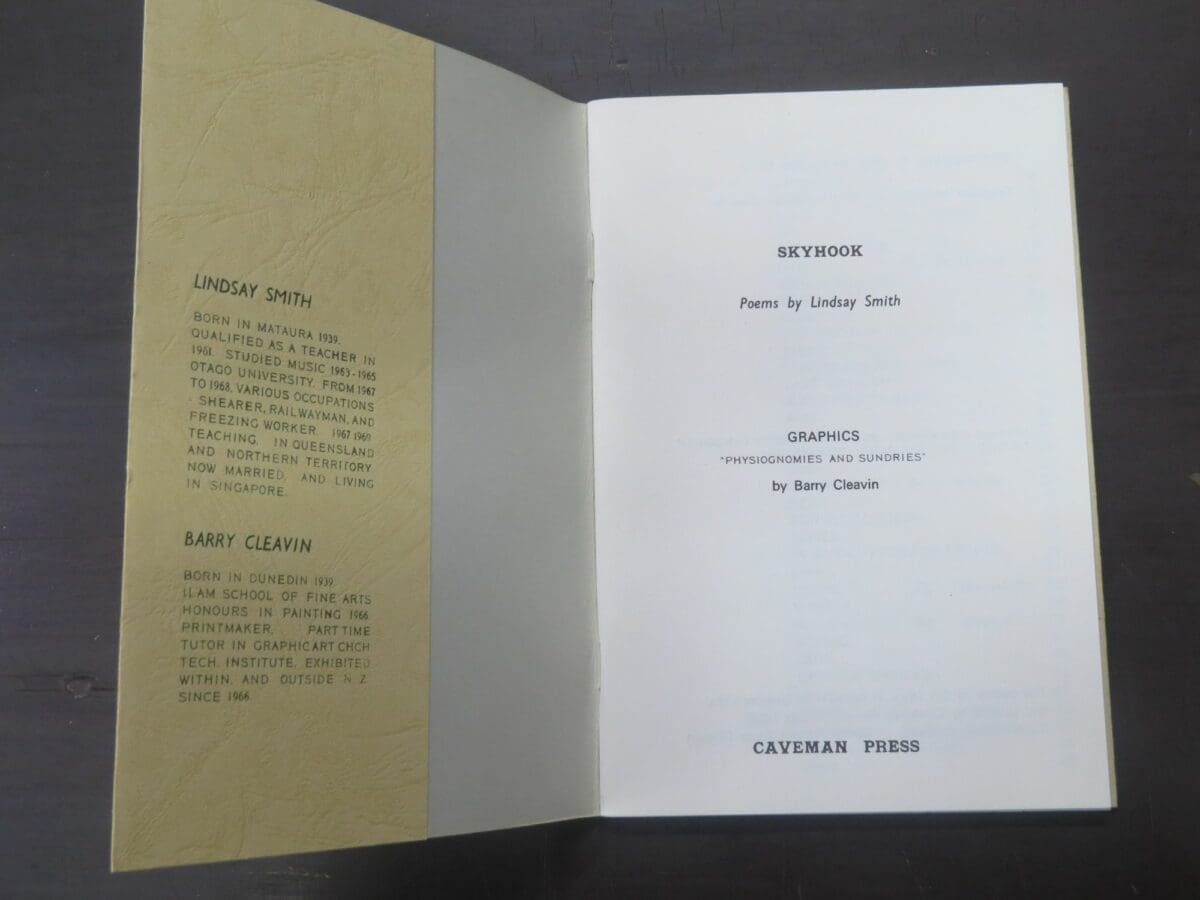 LINDSAY SMITH
BORN IN MATAURA 1939.
QUALIFIED AS A TEACHER IN
1961. STUDIED MUSIC 1963-1965
OTAGO UNIVERSITY. FROM 1967
TO 1968, VARIOUS OCCUPATIONS
- SHEARER, RAILWAYMAN, AND
FREEZING WORKER. 1967 1969
TEACHING. IN QUEENSLAND
AND NORTHERN TERRITORY
NOW MARRIED, AND LIVING
IN SINGAPORE.
BARRY CLEAVIN
BORN IN DUNEDIN 1939.
ILAM SCHOOL OF FINE ARTS
HONOURS IN PAINTING 1966
PRINTMAKER, PART TIME
TUTOR IN GRAPHIC ART CHCH
TECH. INSTITUTE, EXHIBITED
WITHIN, AND OUTSIDE N.Z.
SINCE 1966.
SKYHOOK
Poems by Lindsay Smith
GRAPHICS
"PHYSIOGNOMIES AND SUNDRIES"
by Barry Cleavin
CAVEMAN PRESS